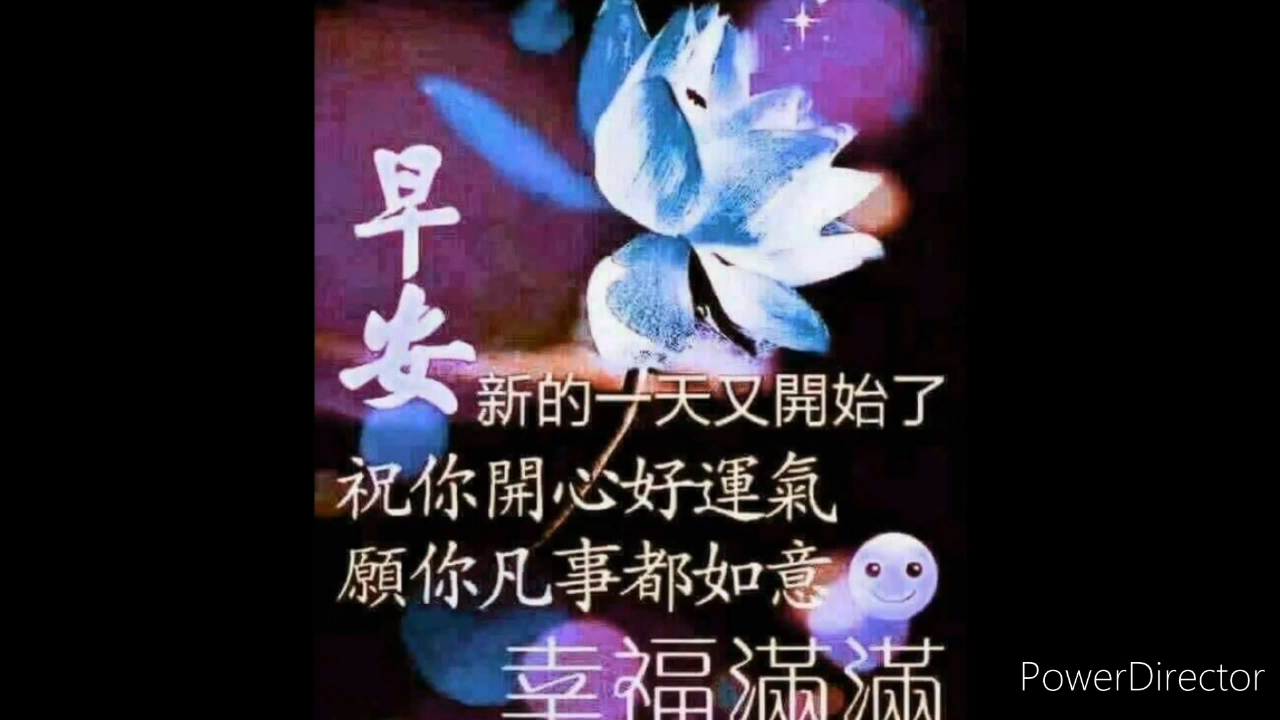 早安
新的一天又開始了
祝你開心好運氣
願你凡事都如意
幸福滿滿
PowerDirector